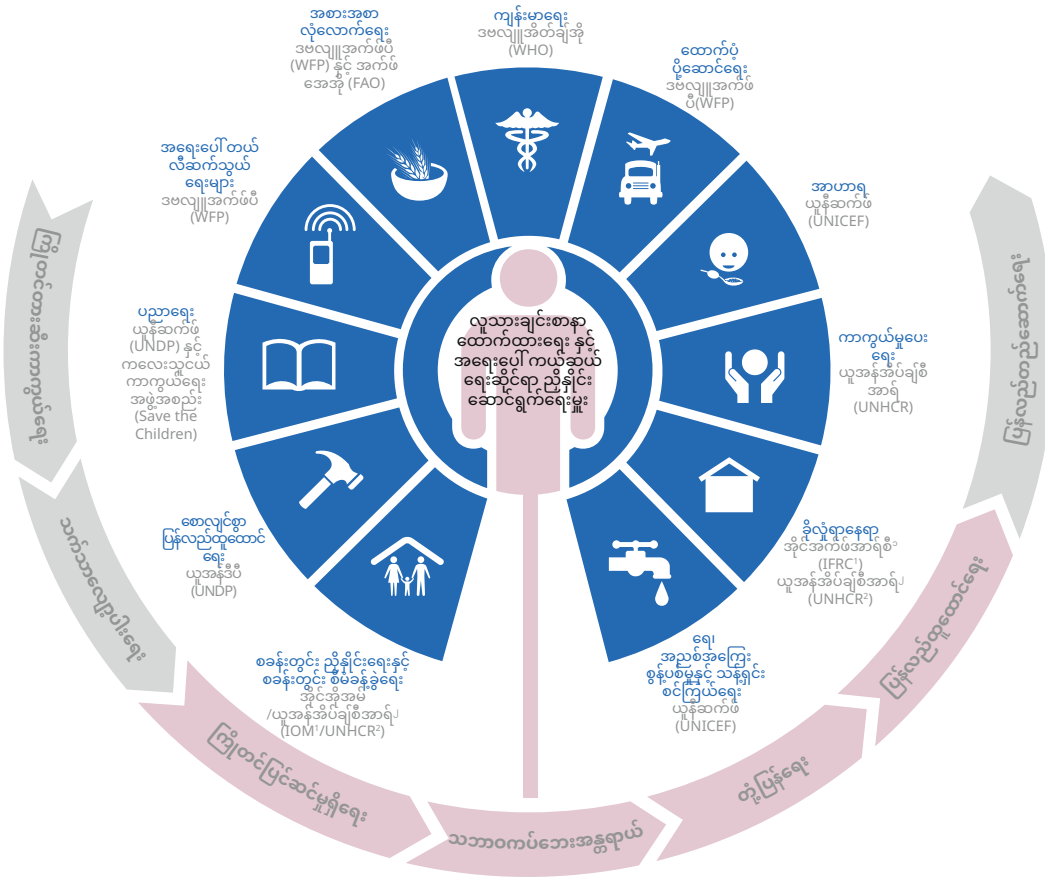 ကျန်းမာရေး
ဒဗလျူအိတ်ချ်အို
(WHO)
ထောက်ပံ့
ပို့ဆောင်ရေး
ဒဗလျူအက်ဖ်
ပီ(WFP)
အာဟာရ
ယူနီဆက်ဖ်
(UNICEF)
ကာကွယ်မှုပေး
ရေး
ယူအန်အိပ်ချ်စီ
အာရ်
(UNHCR)
ခိုလှုံရာနေရာ
အိုင်အက်ဖ်အာရ်စီ၁
(IFRC¹)
ယူအန်အိပ်ချ်စီအာရ်၂
(UNHCR²)
ရေ၊
အညစ်အကြေး
စွန့်ပစ်မှုနှင့် သန့်ရှင်း
စင်ကြယ်ရေး
ယူနီဆက်ဖ်
(UNICEF)
စခန်းတွင်း ညှိနှိုင်းရေးနှင့်
စခန်းတွင်း စီမံခန့်ခွဲရေး
အိုင်အိုအမ်
/ယူအန်အိပ်ချ်စီအာရ်၂
(IOM¹/UNHCR²)
စောလျင်စွာ
ပြန်လည်ထူထောင်
ရေး
ယူအန်ဒီပီ
(UNDP)
ပညာရေး
ယူနီဆက်ဖ်
(UNDP) နှင့်
ကလေးသူငယ်
ကာကွယ်ရေး
အဖွဲ့အစည်း
(Save the
Children)
အရေးပေါ် တယ်
လီဆက်သွယ်
ရေးများ
ဒဗလျူအက်ဖ်ပီ
(WFP)
အစားအစာ
လုံလောက်ရေး
ဒဗလျူအက်ဖ်ပီ
(WFP) နှင့် အက်ဖ်
အေအို (FAO)
လူသားချင်းစာနာ
ထောက်ထားရေး နှင့်
အရေးပေါ် ကယ်ဆယ်
ရေးဆိုင်ရာ ညှိနှိုင်း
ဆောင်ရွက်ရေးမှူး
ကြိုတင်ပြင်ဆင်မှုရှိရေး
သဘာဝကပ်ဘေးအန္တရာယ်
တုံ့ပြန်ရေး
ပြန်လည်ထူထောင်ရေး
သက်သာလျော့ပါးရေး